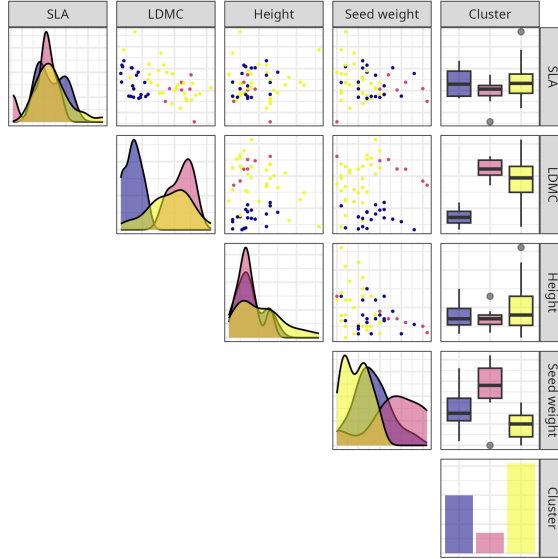 SLA
LDMC
Height
Seed weight
Cluster
SLA
LDMC
Height
Seed weight
Cluster